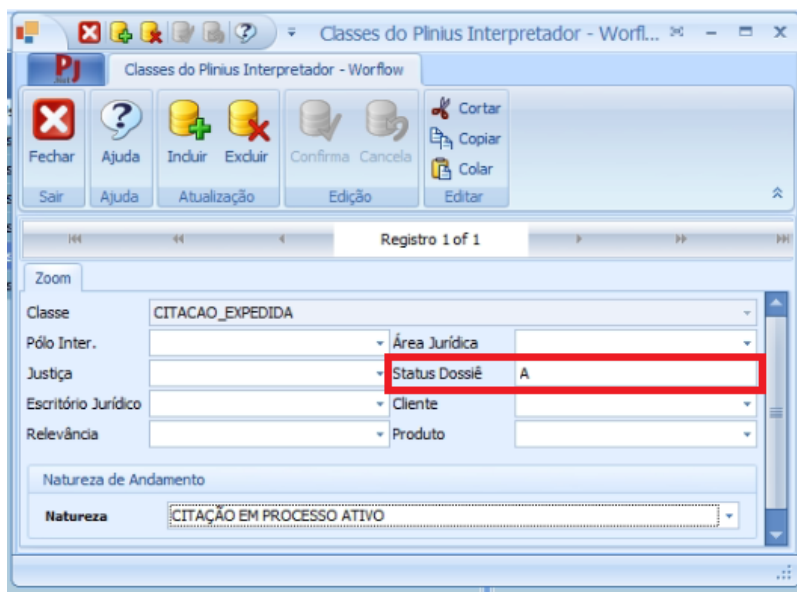 Classes do Plinius Interpretador - Worfl...
PJ
Classes do Plinius Interpretador - Worflow
Fechar
Ajuda
Incluir
Excluir
Confirma
Cancela
Cortar
Copiar
Colar
Sair
Ajuda
Atualização
Edição
Editar
Registro 1 of 1
Zoom
Classe CITACAO_EXPEDIDA
Pólo Inter. Área Jurídica
Justiça Status Dossiê A
Escritório Jurídico Cliente
Relevância Produto
Natureza de Andamento
Natureza CITAÇÃO EM PROCESSO ATIVO